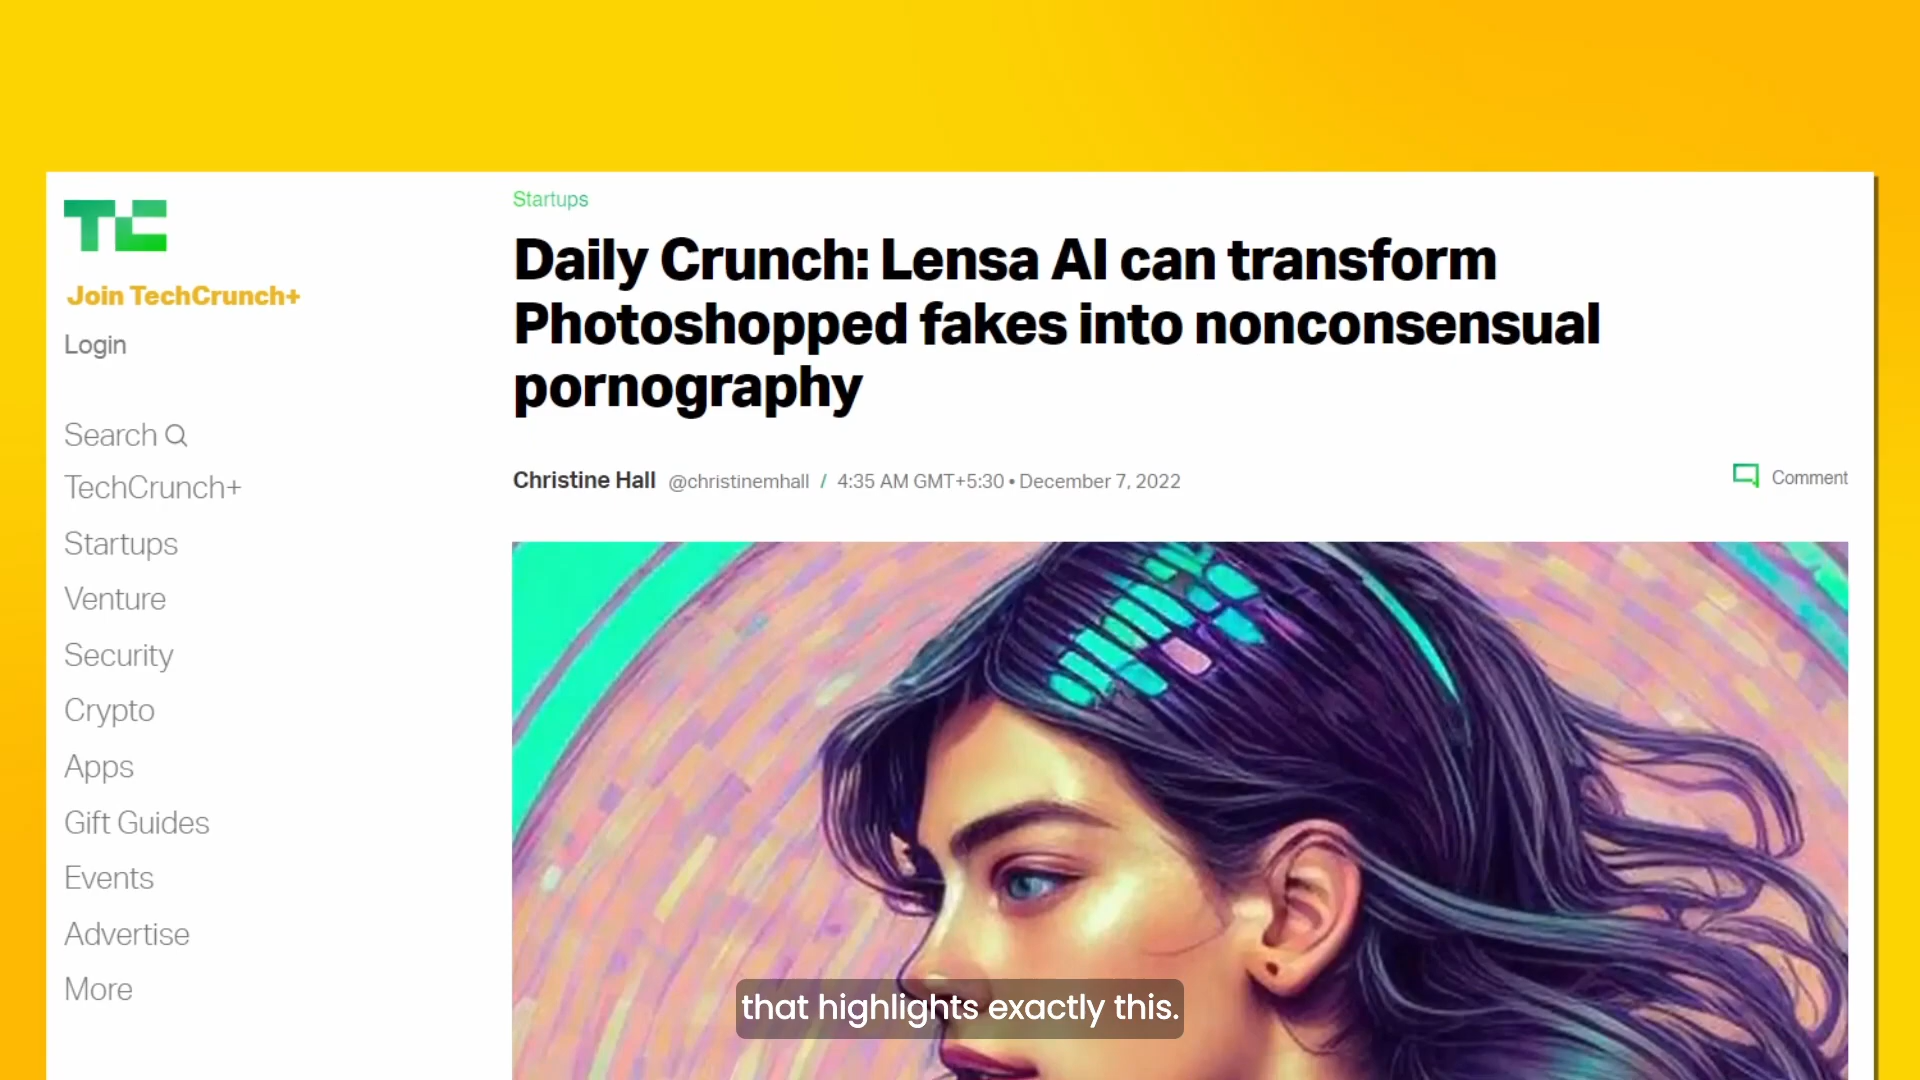 TC
Join TechCrunch+
Login
Search
TechCrunch+
Startups
Venture
Security
Crypto
Apps
Gift Guides
Events
Advertise
More
Startups
Daily Crunch: Lensa AI can transform
Photoshopped fakes into nonconsensual
pornography
Christine Hall @christinemhall / 4:35 AM GMT+5:30 • December 7, 2022
Comment
that highlights exactly this.